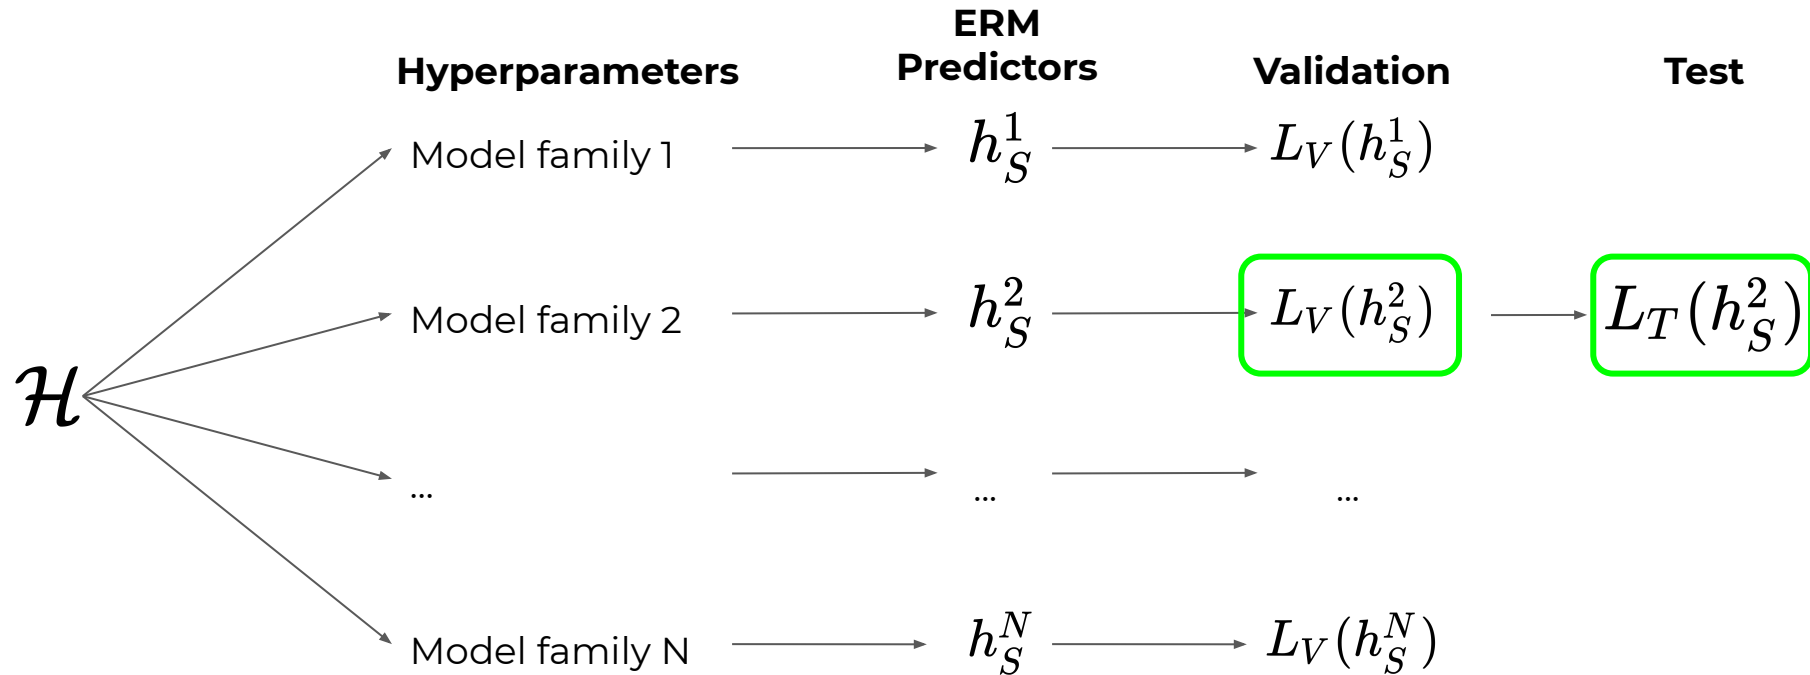 ERM
Hyperparameters Predictors Validation Test
Model family 1 $h_S^1$ $L_V(h_S^1)$
Model family 2 $h_S^2$ $L_V(h_S^2)$ $L_T(h_S^2)$
$\mathcal{H}$
... ... ...
Model family N $h_S^N$ $L_V(h_S^N)$